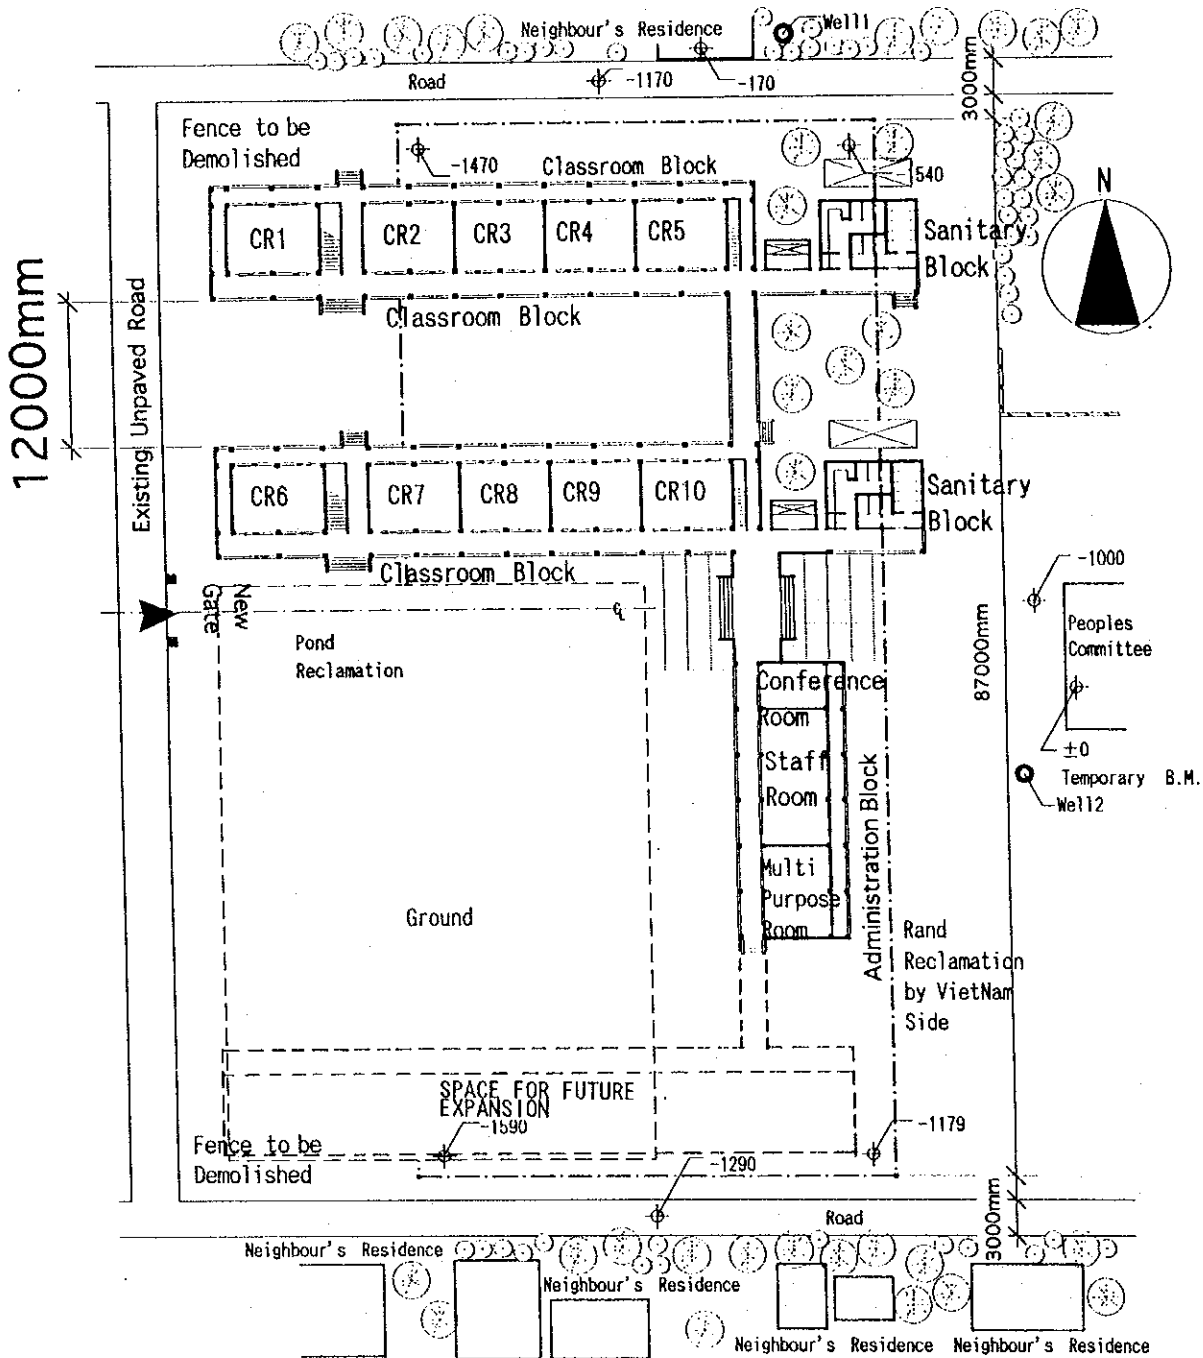 Neighbour's Residence
Well1
Road
-1170
-170
3000mm
Fence to be
Demolished
-1470
Classroom Block
540
N
CR1
CR2
CR3
CR4
CR5
Sanitary
Block
Classroom Block
12000mm
Existing Unpaved Road
CR6
CR7
CR8
CR9
CR10
Sanitary
Block
Classroom Block
-1000
New
Gate
Pond
Reclamation
87000mm
Peoples
Committee
Conference
Room
±0
Temporary B.M.
Well2
Staff
Room
Administration Block
Multi
Purpose
Room
Ground
Rand
Reclamation
by VietNam
Side
SPACE FOR FUTURE
EXPANSION
-1590
-1179
Fence to be
Demolished
-1290
Road
3000mm
Neighbour's Residence
Neighbour's Residence
Neighbour's Residence
Neighbour's Residence